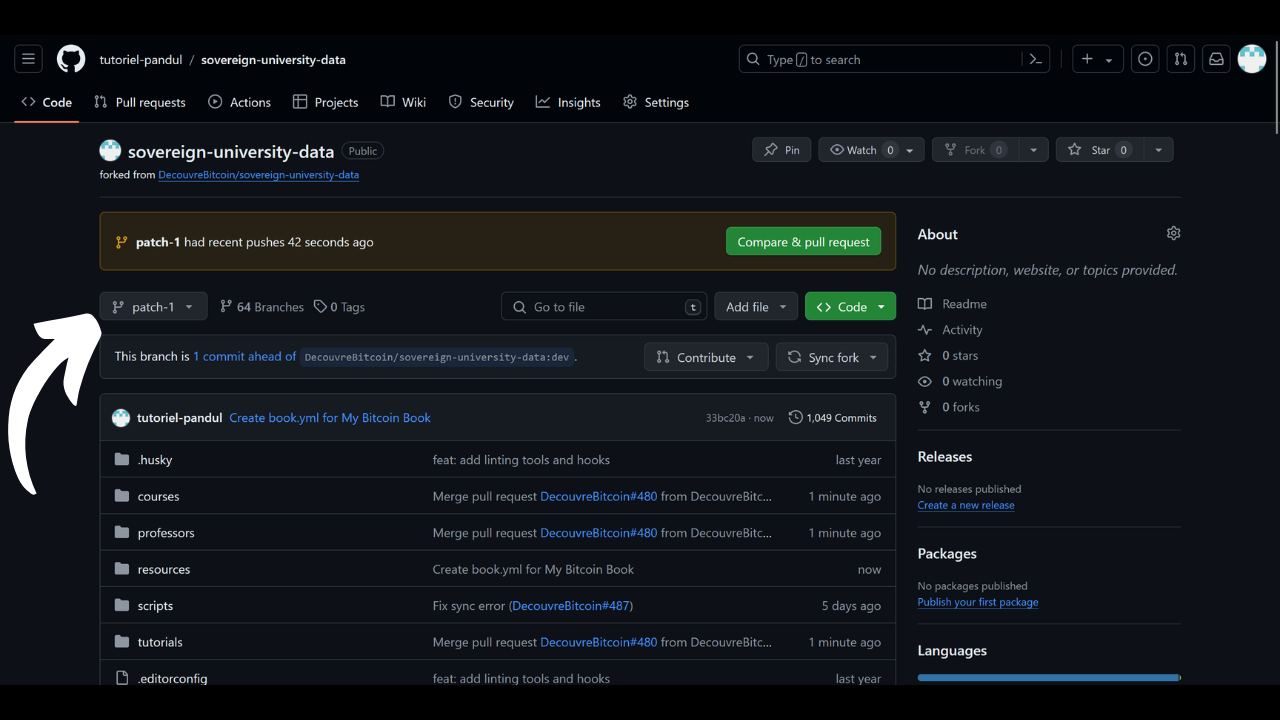 tutoriel-pandul / sovereign-university-data
Type / to search
Code Pull requests Actions Projects Wiki Security Insights Settings
sovereign-university-data Public
Pin Watch 0 Fork 0 Star 0
forked from DecouvreBitcoin/sovereign-university-data
patch-1 had recent pushes 42 seconds ago
Compare & pull request
patch-1 64 Branches 0 Tags
Go to file t Add file Code
This branch is 1 commit ahead of DecouvreBitcoin/sovereign-university-data:dev .
Contribute Sync fork
tutoriel-pandul Create book.yml for My Bitcoin Book 33bc20a · now 1,049 Commits
.husky feat: add linting tools and hooks last year
courses Merge pull request DecouvreBitcoin#480 from DecouvreBitc... 1 minute ago
professors Merge pull request DecouvreBitcoin#480 from DecouvreBitc... 1 minute ago
resources Create book.yml for My Bitcoin Book now
scripts Fix sync error (DecouvreBitcoin#487) 5 days ago
tutorials Merge pull request DecouvreBitcoin#480 from DecouvreBitc... 1 minute ago
.editorconfig feat: add linting tools and hooks last year
About
No description, website, or topics provided.
Readme
Activity
0 stars
0 watching
0 forks
Releases
No releases published
Create a new release
Packages
No packages published
Publish your first package
Languages